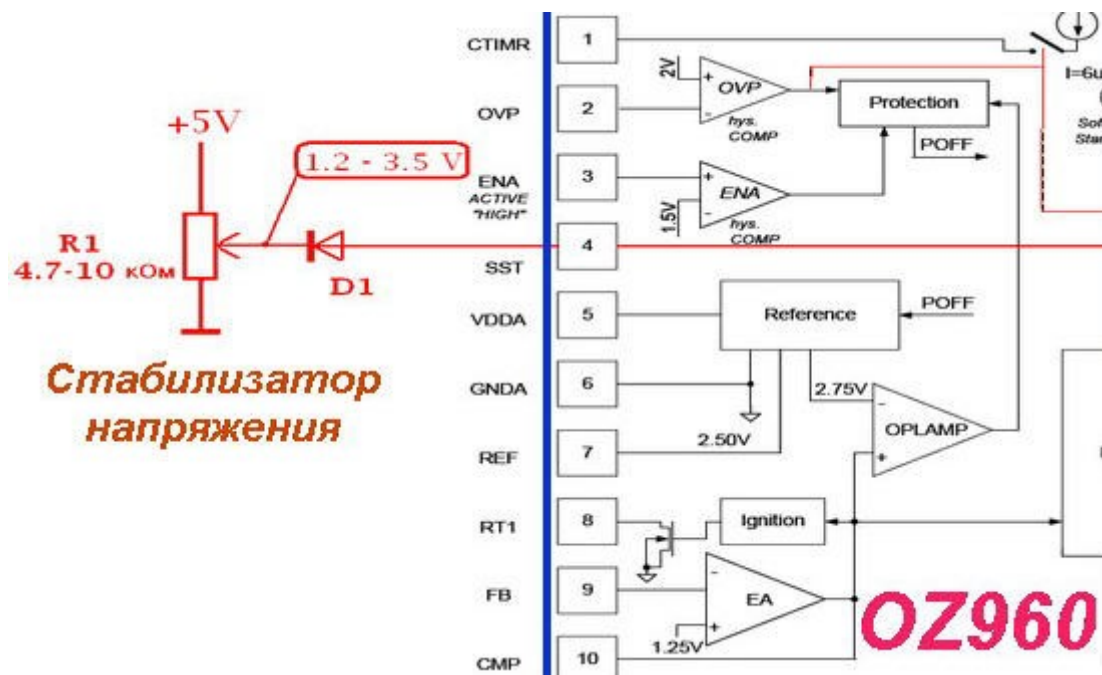 CTIMR
1
OVP
2
ENA
ACTIVE
"HIGH"
3
SST
4
VDDA
5
GNDA
6
REF
7
RT1
8
FB
9
CMP
10
+5V
1.2 - 3.5 V
R1
4.7-10 кОм
D1
Стабилизатор
напряжения
2V
OVP
hys.
COMP
Protection
POFF
ENA
1.5V
hys.
COMP
Reference
POFF
2.75V
2.50V
OPLAMP
Ignition
EA
1.25V
I=6u
Sof
Star
OZ960